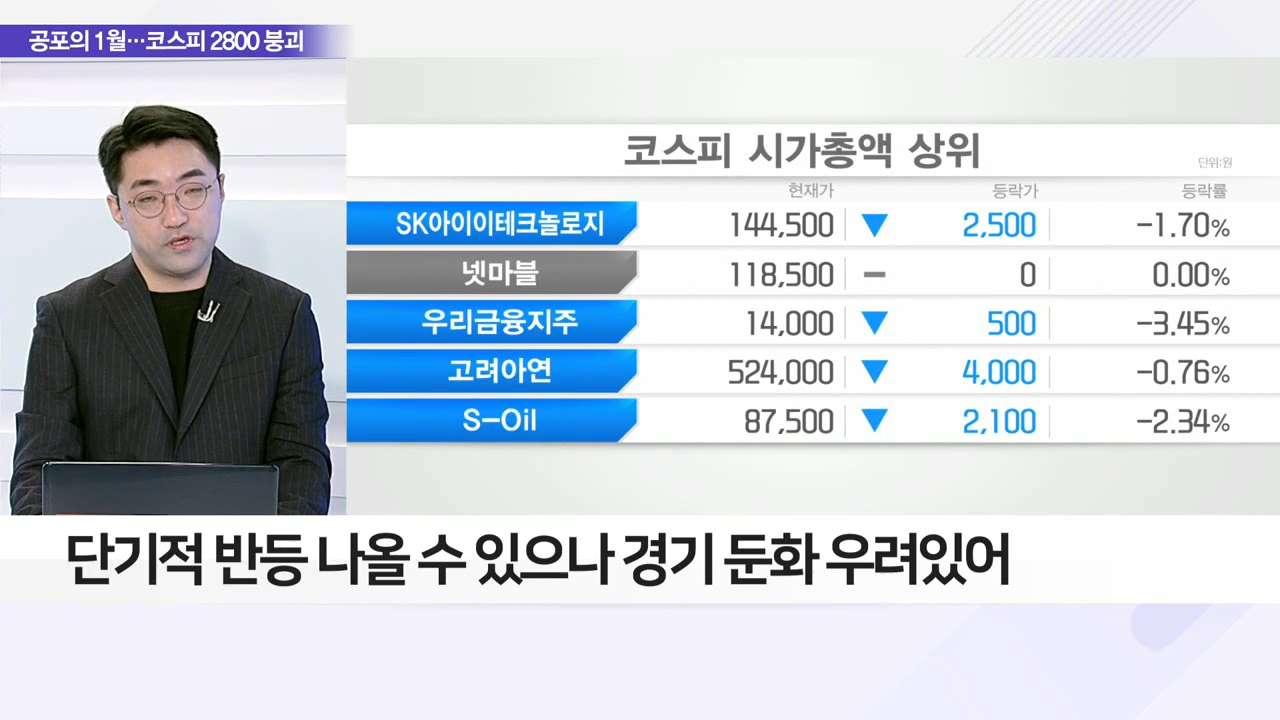 공포의 1월…코스피 2800 붕괴
코스피 시가총액 상위
단위:원
현재가 등락가 등락률
SK아이이테크놀로지 144,500 ▼ 2,500 -1.70%
넷마블 118,500 - 0 0.00%
우리금융지주 14,000 ▼ 500 -3.45%
고려아연 524,000 ▼ 4,000 -0.76%
S-Oil 87,500 ▼ 2,100 -2.34%
단기적 반등 나올 수 있으나 경기 둔화 우려있어